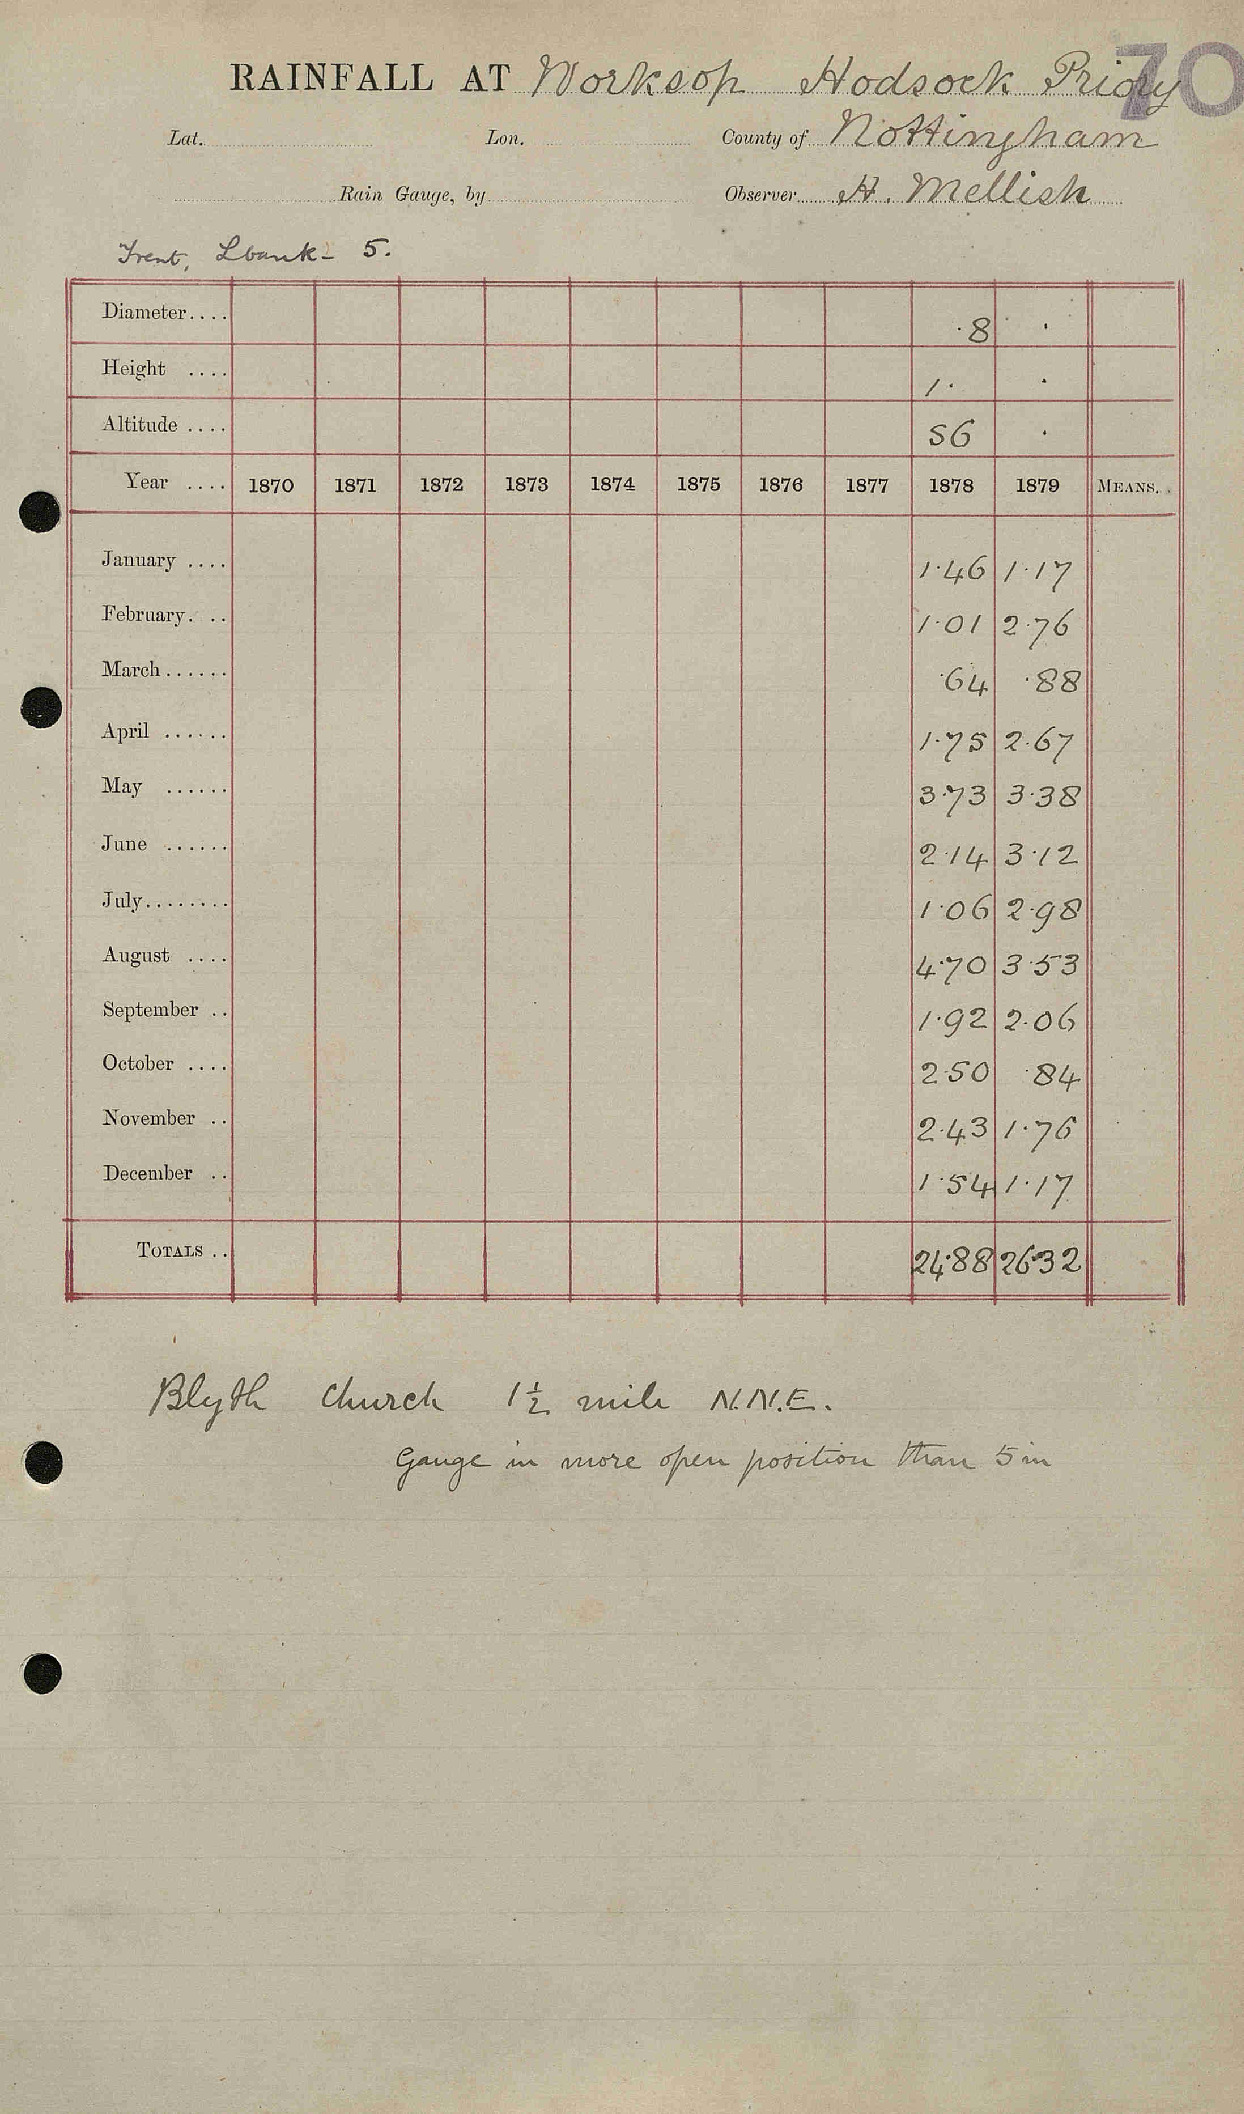 70
RAINFALL AT Worksop Hodsock Priory
Lat. Lon. County of Nottingham
Rain Gauge, by Observer H. Mellish
Trent, L bank - 5.
Diameter.... ·8 ·
Height .... 1· ·
Altitude .... 56 ·
Year .... 1870 1871 1872 1873 1874 1875 1876 1877 1878 1879 MEANS..
January .... 1·46 1·17
February. .. 1·01 2·76
March...... ·64 ·88
April ...... 1·75 2·67
May ...... 3·73 3·38
June ...... 2·14 3·12
July........ 1·06 2·98
August .... 4·70 3·53
September .. 1·92 2·06
October .... 2·50 ·84
November .. 2·43 1·76
December .. 1·54 1·17
TOTALS .. 24·88 26·32
Blyth church 1½ mile N.N.E.
Gauge in more open position than 5 in